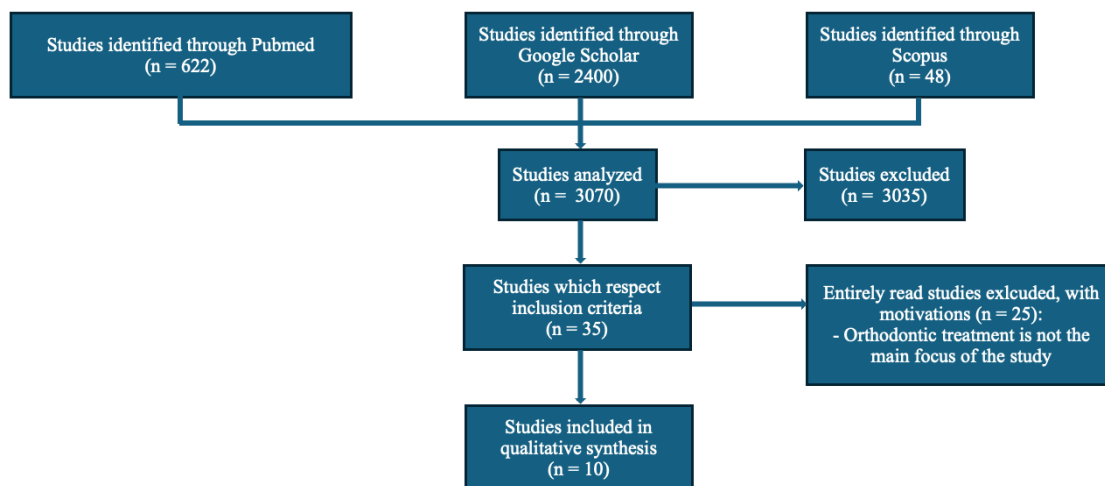 Studies identified through Pubmed
(n = 622)
Studies identified through
Google Scholar
(n = 2400)
Studies identified through
Scopus
(n = 48)
Studies analyzed
(n =  3070)
Studies excluded
(n =  3035)
Studies which respect
inclusion criteria
(n = 35)
Entirely read studies exlcuded, with
motivations (n = 25):
- Orthodontic treatment is not the
main focus of the study
Studies included in
qualitative synthesis
(n = 10)